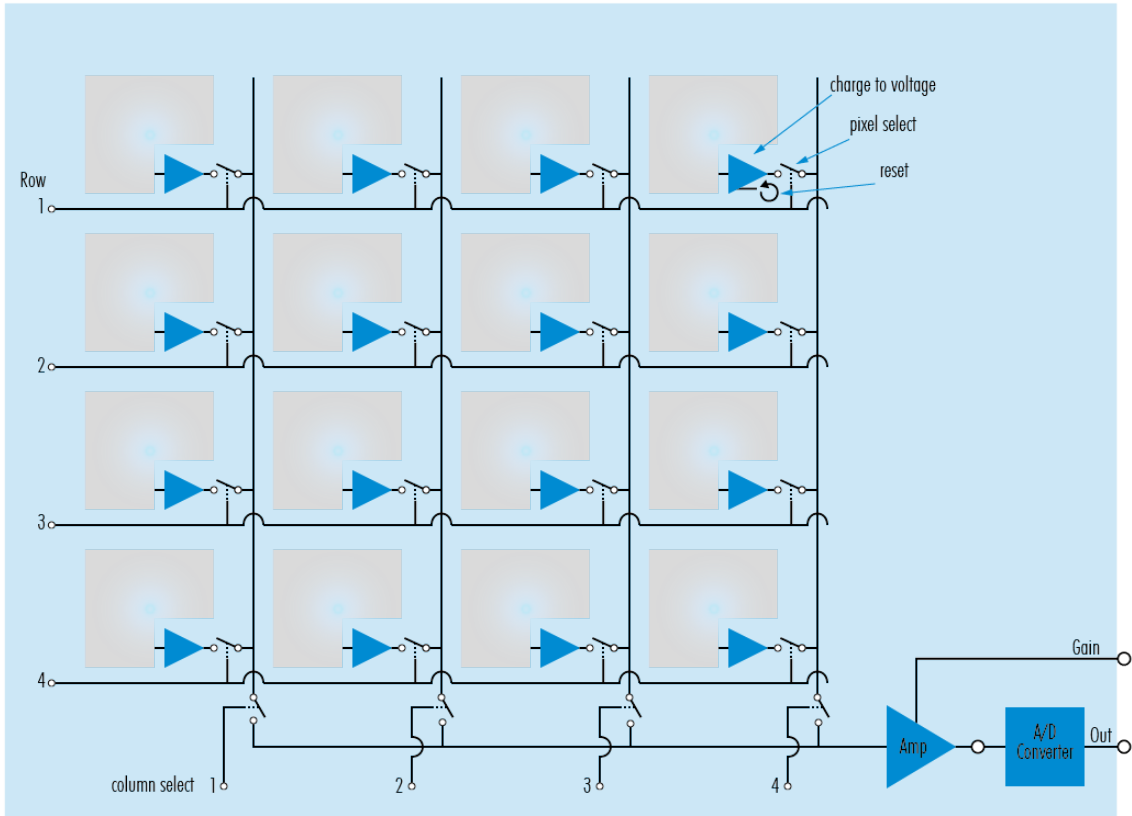 charge to voltage
pixel select
reset
Row
1
2
3
4
Gain
Amp
A/D
Converter
Out
column select 1 2 3 4